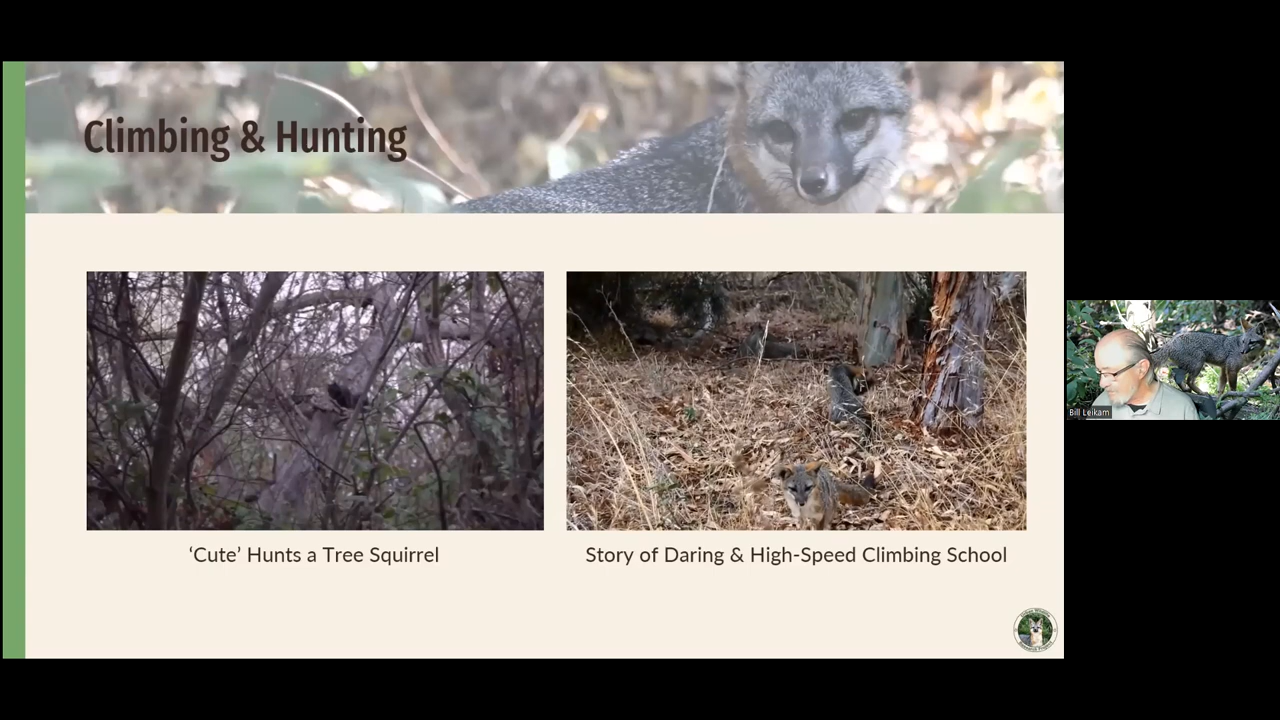 Climbing & Hunting
‘Cute’ Hunts a Tree Squirrel
Story of Daring & High-Speed Climbing School
Bill Leikam